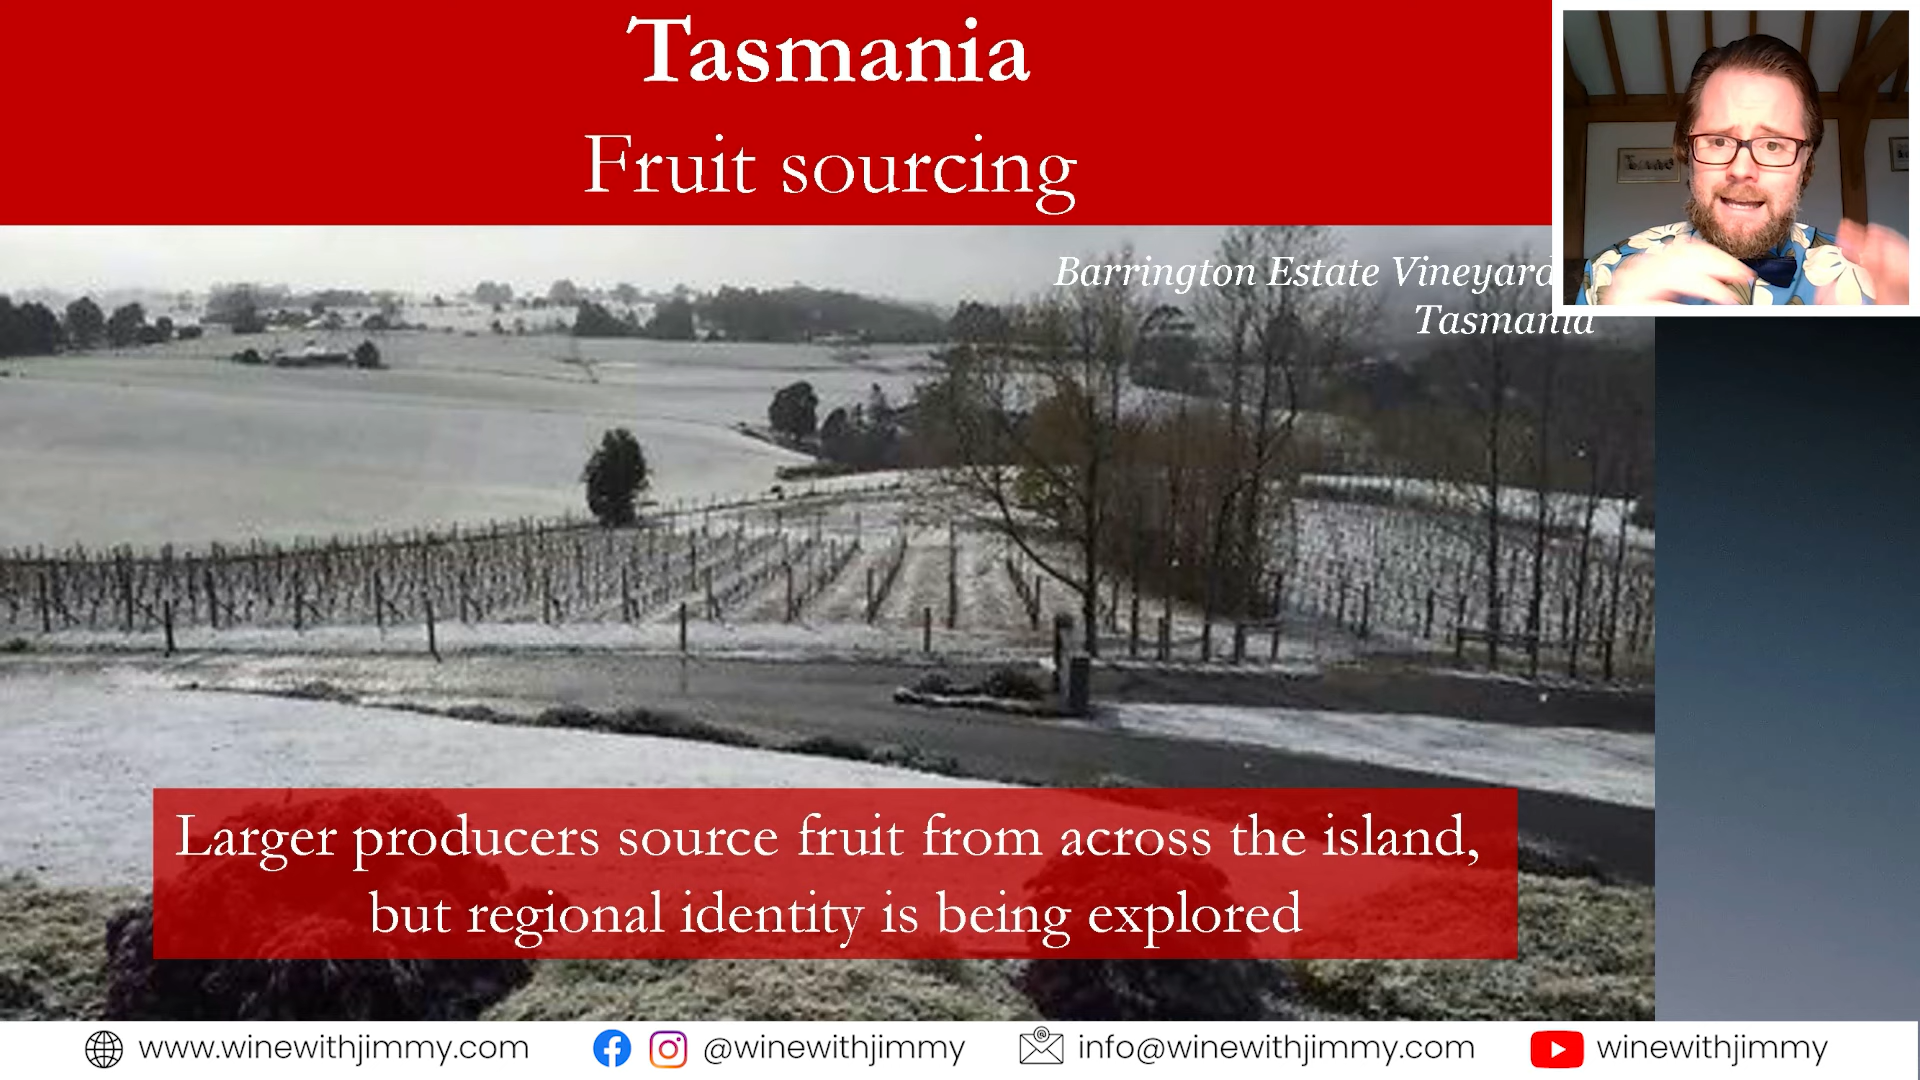 Tasmania
Fruit sourcing
Barrington Estate Vineyard
Tasmania
Larger producers source fruit from across the island,
but regional identity is being explored
www.winewithjimmy.com
@winewithjimmy
info@winewithjimmy.com
winewithjimmy